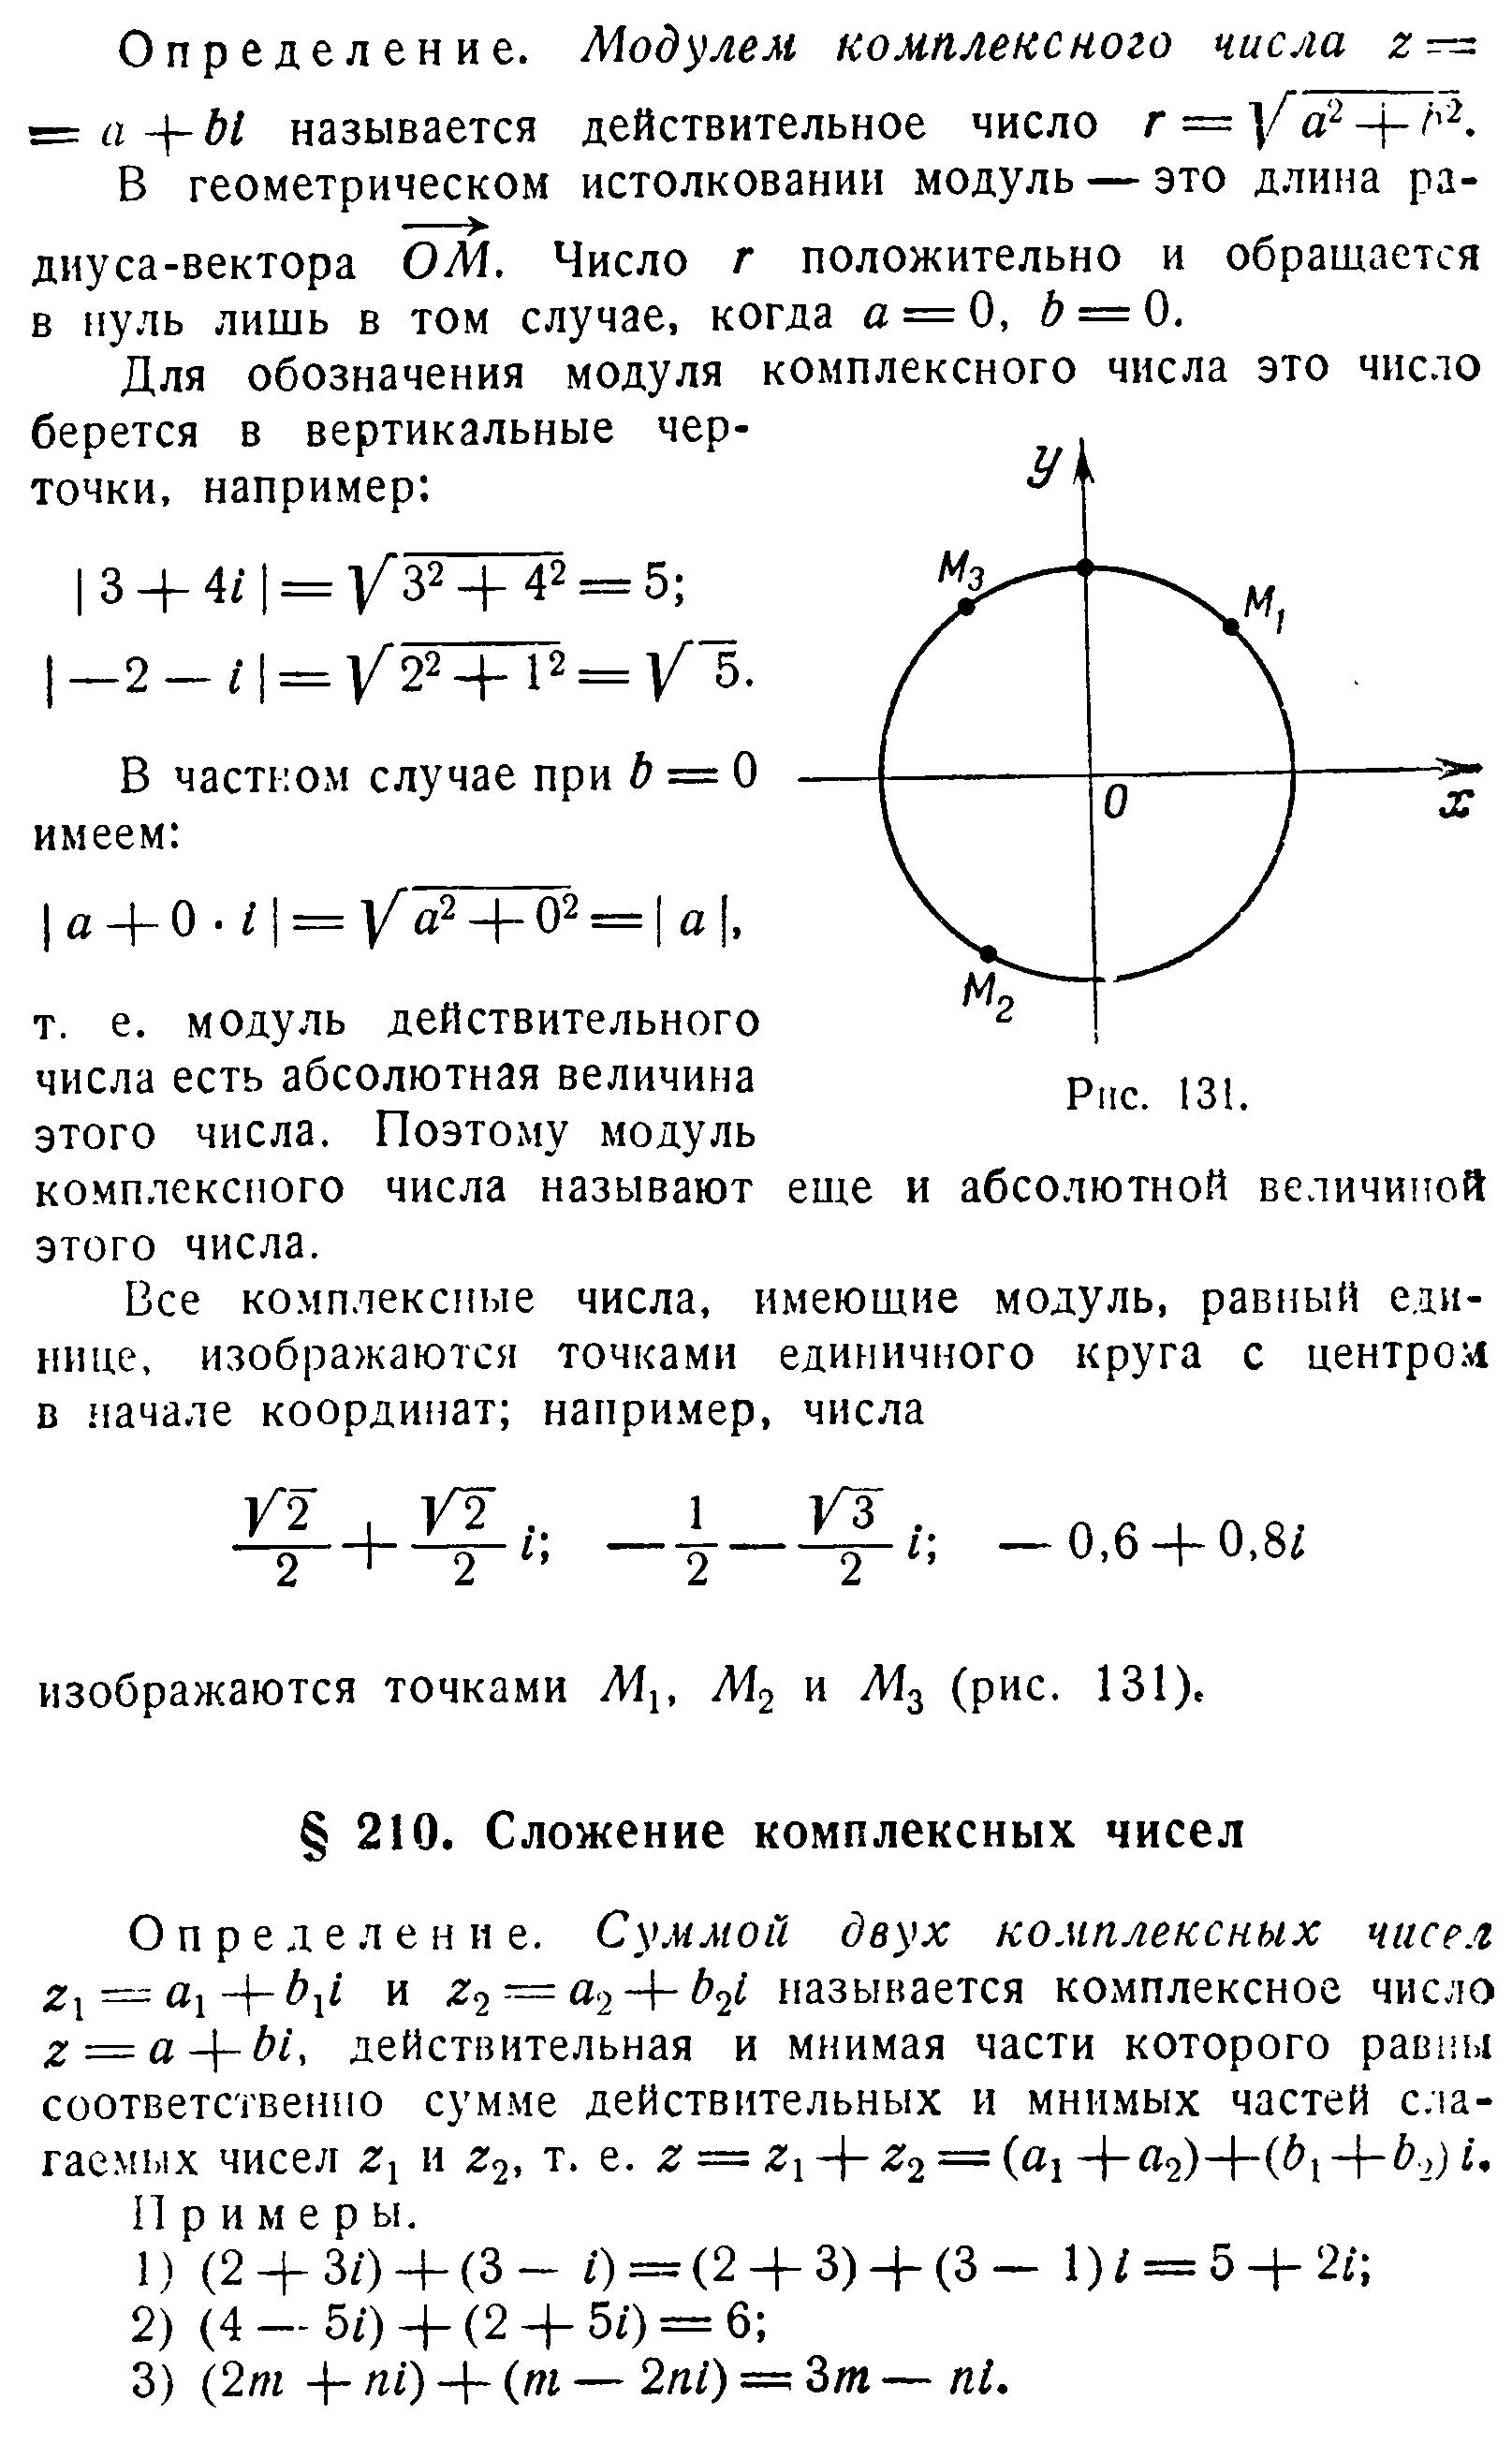 Определение. Модулем комплексного числа z =
= a + bi называется действительное число r = √(a² + b²).
В геометрическом истолковании модуль — это длина ра-
диуса-вектора OM⃗. Число r положительно и обращается
в нуль лишь в том случае, когда a = 0, b = 0.
Для обозначения модуля комплексного числа это число
берется в вертикальные чер-
точки, например:
| 3 + 4i | = √(3² + 4²) = 5;
| —2 — i | = √(2² + 1²) = √5.
В частном случае при b = 0
имеем:
| a + 0 · i | = √(a² + 0²) = | a |,
т. е. модуль действительного
числа есть абсолютная величина
этого числа. Поэтому модуль
y
M₃
M₁
O
x
M₂
Рис. 131.
комплексного числа называют еще и абсолютной величиной
этого числа.
Все комплексные числа, имеющие модуль, равный еди-
нице, изображаются точками единичного круга с центром
в начале координат; например, числа
√2/2 + √2/2 i; — 1/2 — √3/2 i; — 0,6 + 0,8i
изображаются точками M₁, M₂ и M₃ (рис. 131).
§ 210. Сложение комплексных чисел
Определение. Суммой двух комплексных чисел
z₁ = a₁ + b₁i и z₂ = a₂ + b₂i называется комплексное число
z = a + bi, действительная и мнимая части которого равны
соответственно сумме действительных и мнимых частей сла-
гаемых чисел z₁ и z₂, т. е. z = z₁ + z₂ = (a₁ + a₂) + (b₁ + b₂) i.
Примеры.
1) (2 + 3i) + (3 — i) = (2 + 3) + (3 — 1) i = 5 + 2i;
2) (4 — 5i) + (2 + 5i) = 6;
3) (2m + ni) + (m — 2ni) = 3m — ni.